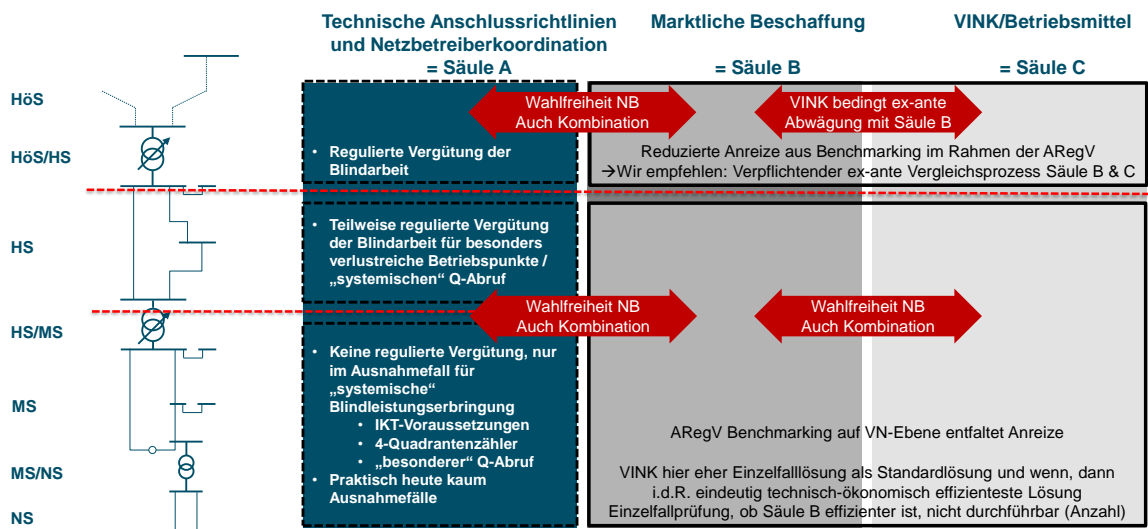 Technische Anschlussrichtlinien
und Netzbetreiberkoordination
= Säule A
Marktliche Beschaffung
= Säule B
VINK/Betriebsmittel
= Säule C
HöS
HöS/HS
HS
HS/MS
MS
MS/NS
NS
Wahlfreiheit NB
Auch Kombination
VINK bedingt ex-ante
Abwägung mit Säule B
• Regulierte Vergütung der
Blindarbeit
Reduzierte Anreize aus Benchmarking im Rahmen der ARegV
→Wir empfehlen: Verpflichtender ex-ante Vergleichsprozess Säule B & C
• Teilweise regulierte Vergütung
der Blindarbeit für besonders
verlustreiche Betriebspunkte /
„systemischen“ Q-Abruf
Wahlfreiheit NB
Auch Kombination
Wahlfreiheit NB
Auch Kombination
• Keine regulierte Vergütung, nur
im Ausnahmefall für
„systemische“
Blindleistungserbringung
• IKT-Voraussetzungen
• 4-Quadrantenzähler
• „besonderer“ Q-Abruf
• Praktisch heute kaum
Ausnahmefälle
ARegV Benchmarking auf VN-Ebene entfaltet Anreize
VINK hier eher Einzelfalllösung als Standardlösung und wenn, dann
i.d.R. eindeutig technisch-ökonomisch effizienteste Lösung
Einzelfallprüfung, ob Säule B effizienter ist, nicht durchführbar (Anzahl)